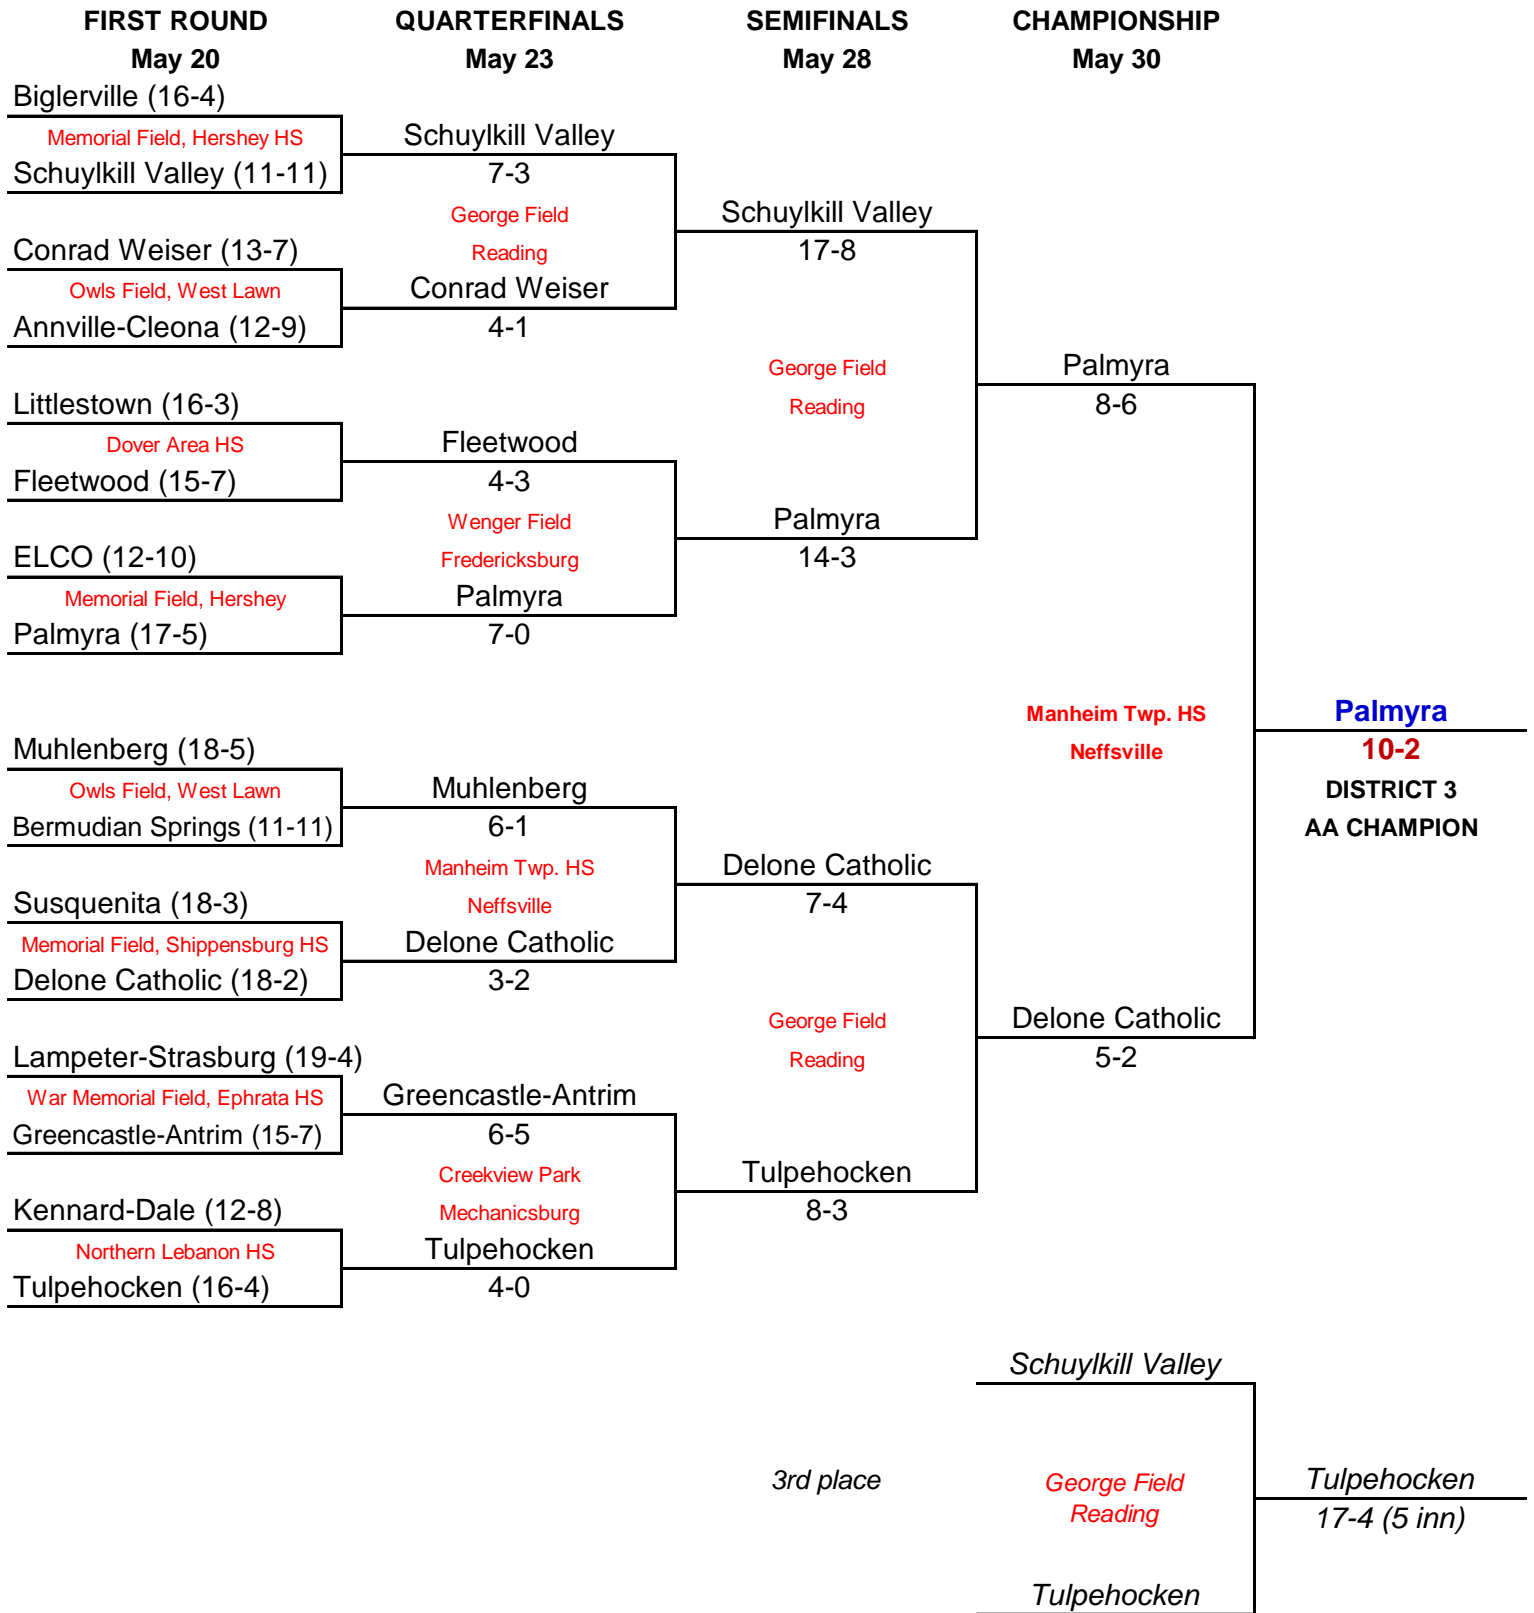 FIRST ROUND QUARTERFINALS SEMIFINALS CHAMPIONSHIP
May 20 May 23 May 28 May 30
Biglerville (16-4)
Memorial Field, Hershey HS Schuylkill Valley
Schuylkill Valley (11-11) 7-3
George Field Schuylkill Valley
Conrad Weiser (13-7) Reading 17-8
Owls Field, West Lawn Conrad Weiser
Annville-Cleona (12-9) 4-1
George Field Palmyra
Littlestown (16-3) Reading 8-6
Dover Area HS Fleetwood
Fleetwood (15-7) 4-3
Wenger Field Palmyra
ELCO (12-10) Fredericksburg 14-3
Memorial Field, Hershey Palmyra
Palmyra (17-5) 7-0
Manheim Twp. HS Palmyra
Muhlenberg (18-5) Neffsville 10-2
Owls Field, West Lawn Muhlenberg DISTRICT 3
Bermudian Springs (11-11) 6-1 AA CHAMPION
Manheim Twp. HS Delone Catholic
Susquenita (18-3) Neffsville 7-4
Memorial Field, Shippensburg HS Delone Catholic
Delone Catholic (18-2) 3-2
George Field Delone Catholic
Lampeter-Strasburg (19-4) Reading 5-2
War Memorial Field, Ephrata HS Greencastle-Antrim
Greencastle-Antrim (15-7) 6-5
Creekview Park Tulpehocken
Kennard-Dale (12-8) Mechanicsburg 8-3
Northern Lebanon HS Tulpehocken
Tulpehocken (16-4) 4-0
Schuylkill Valley
3rd place George Field Tulpehocken
Reading 17-4 (5 inn)
Tulpehocken